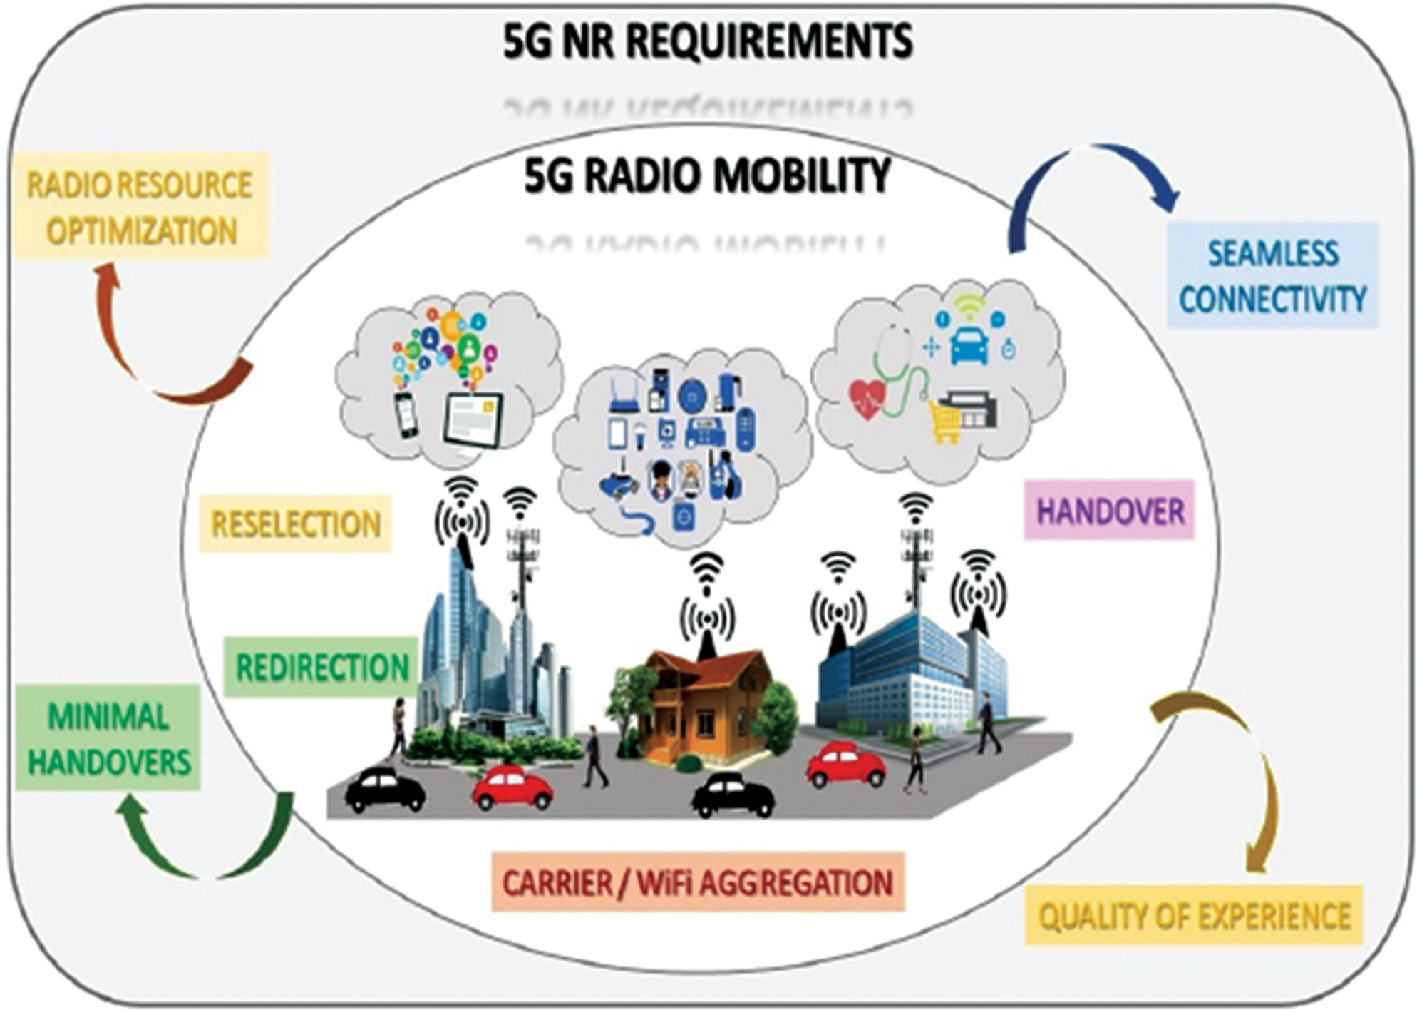 5G NR REQUIREMENTS
5G RADIO MOBILITY
RADIO RESOURCE
OPTIMIZATION
SEAMLESS
CONNECTIVITY
RESELECTION
HANDOVER
REDIRECTION
MINIMAL
HANDOVERS
CARRIER / WiFi AGGREGATION
QUALITY OF EXPERIENCE